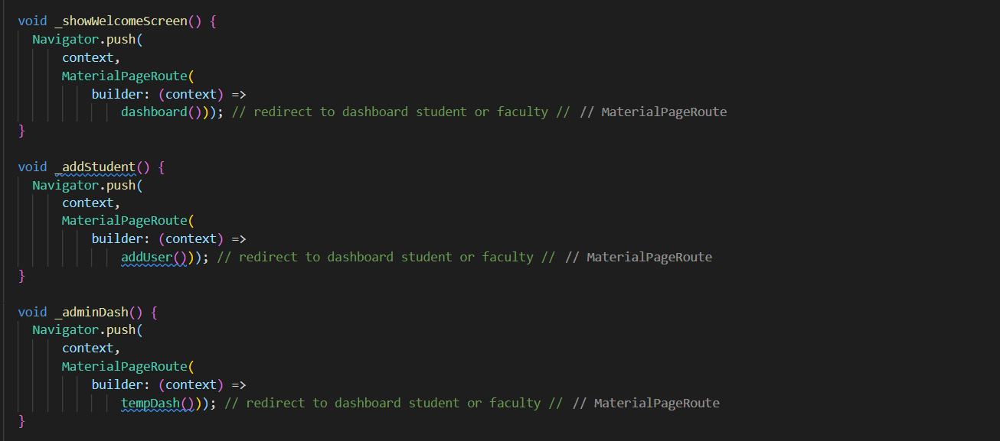 void _showWelcomeScreen() {
  Navigator.push(
      context,
      MaterialPageRoute(
          builder: (context) =>
              dashboard())); // redirect to dashboard student or faculty // // MaterialPageRoute
}
void _addStudent() {
  Navigator.push(
      context,
      MaterialPageRoute(
          builder: (context) =>
              addUser())); // redirect to dashboard student or faculty // // MaterialPageRoute
}
void _adminDash() {
  Navigator.push(
      context,
      MaterialPageRoute(
          builder: (context) =>
              tempDash())); // redirect to dashboard student or faculty // // MaterialPageRoute
}